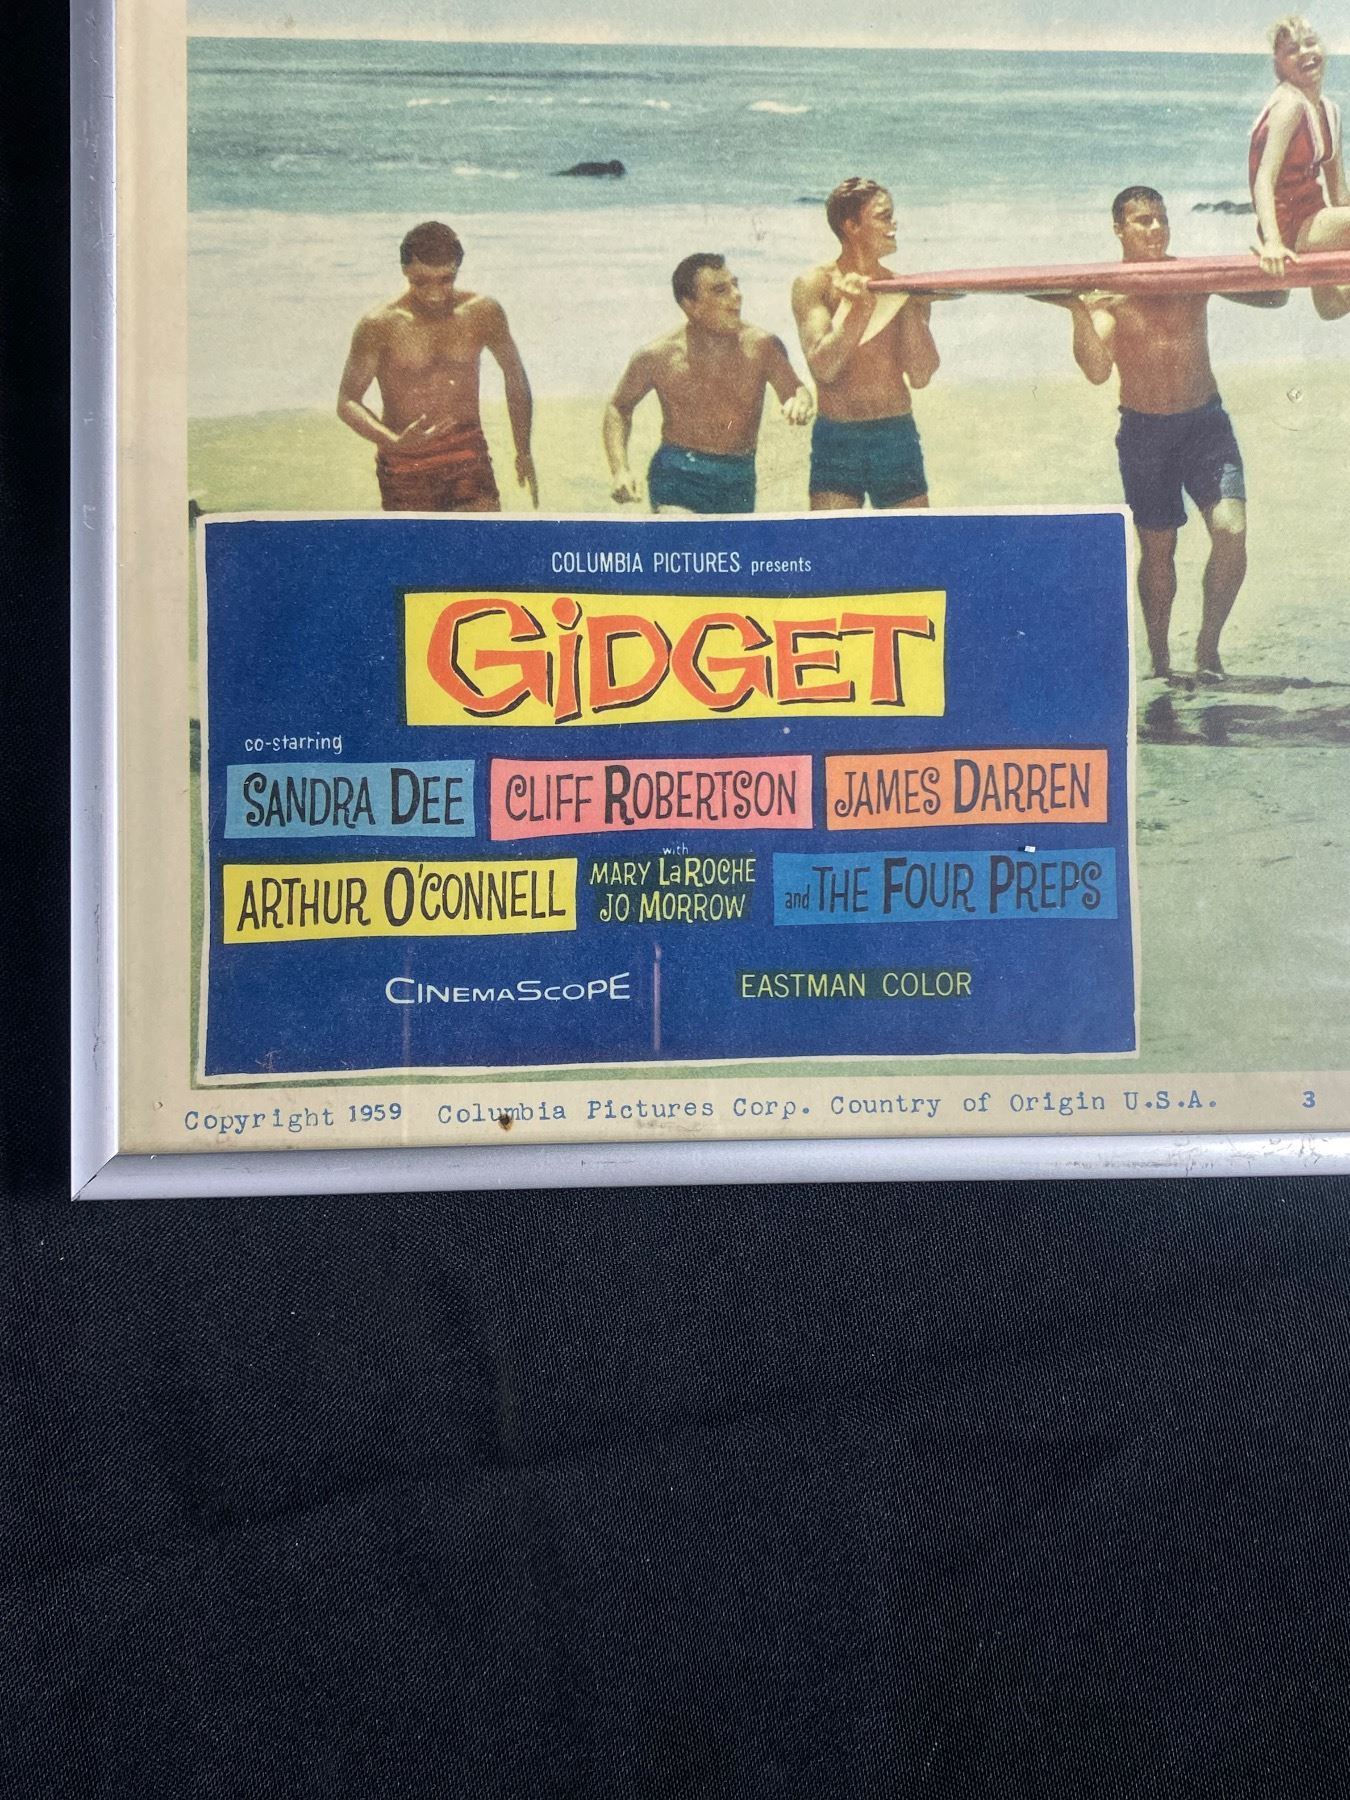 COLUMBIA PICTURES presents
GiDGET
co-starring
SANDRA DEE CLIFF ROBERTSON JAMES DARREN
ARTHUR O'CONNELL with MARY LaROCHE JO MORROW and THE FOUR PREPS
CINEMASCOPE EASTMAN COLOR
Copyright 1959 Columbia Pictures Corp. Country of Origin U.S.A. 3